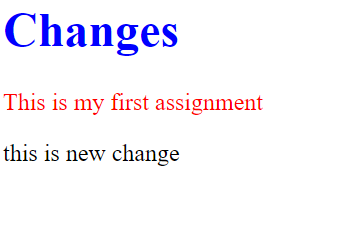 Changes
This is my first assignment
this is new change